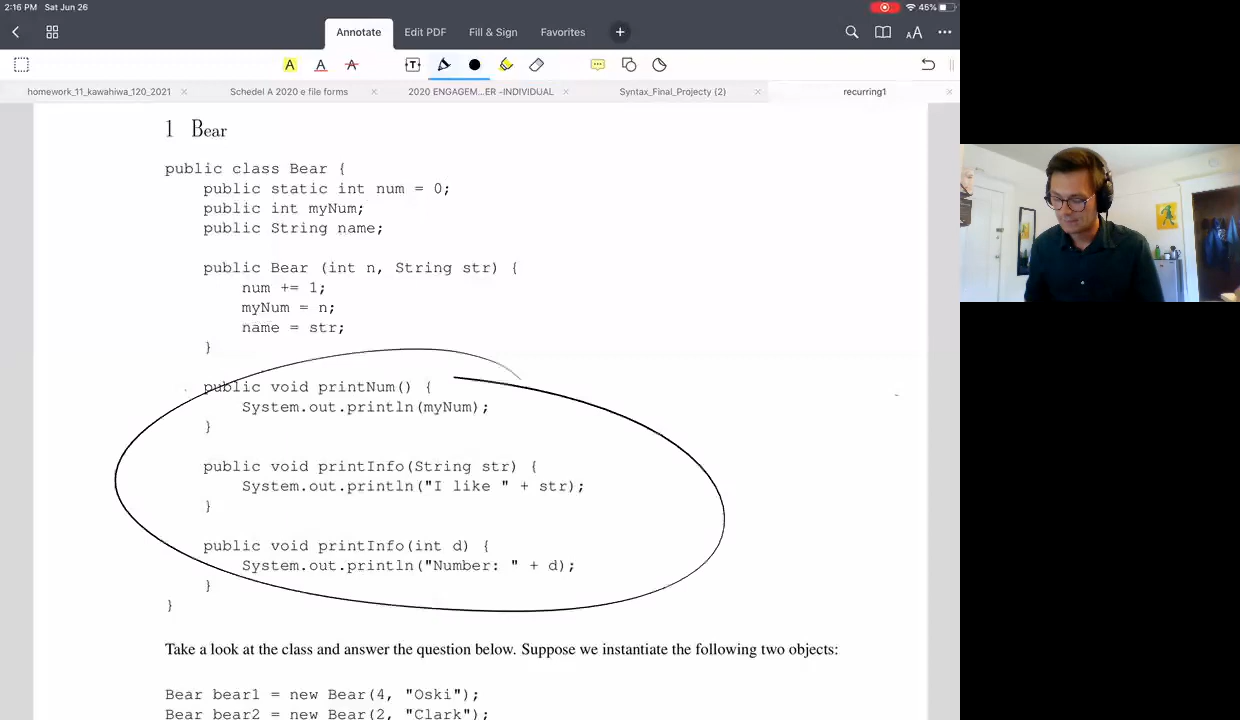 2:16 PM Sat Jun 26
45%
Annotate Edit PDF Fill & Sign Favorites
AA
A A A T
homework_11_kawahiwa_120_2021 Schedel A 2020 e file forms 2020 ENGAGEM...ER -INDIVIDUAL Syntax_Final_Projecty (2) recurring1
1 Bear
public class Bear {
public static int num = 0;
public int myNum;
public String name;
public Bear (int n, String str) {
num += 1;
myNum = n;
name = str;
}
public void printNum() {
System.out.println(myNum);
}
public void printInfo(String str) {
System.out.println("I like " + str);
}
public void printInfo(int d) {
System.out.println("Number: " + d);
}
}
Take a look at the class and answer the question below. Suppose we instantiate the following two objects:
Bear bear1 = new Bear(4, "Oski");
Bear bear2 = new Bear(2, "Clark");